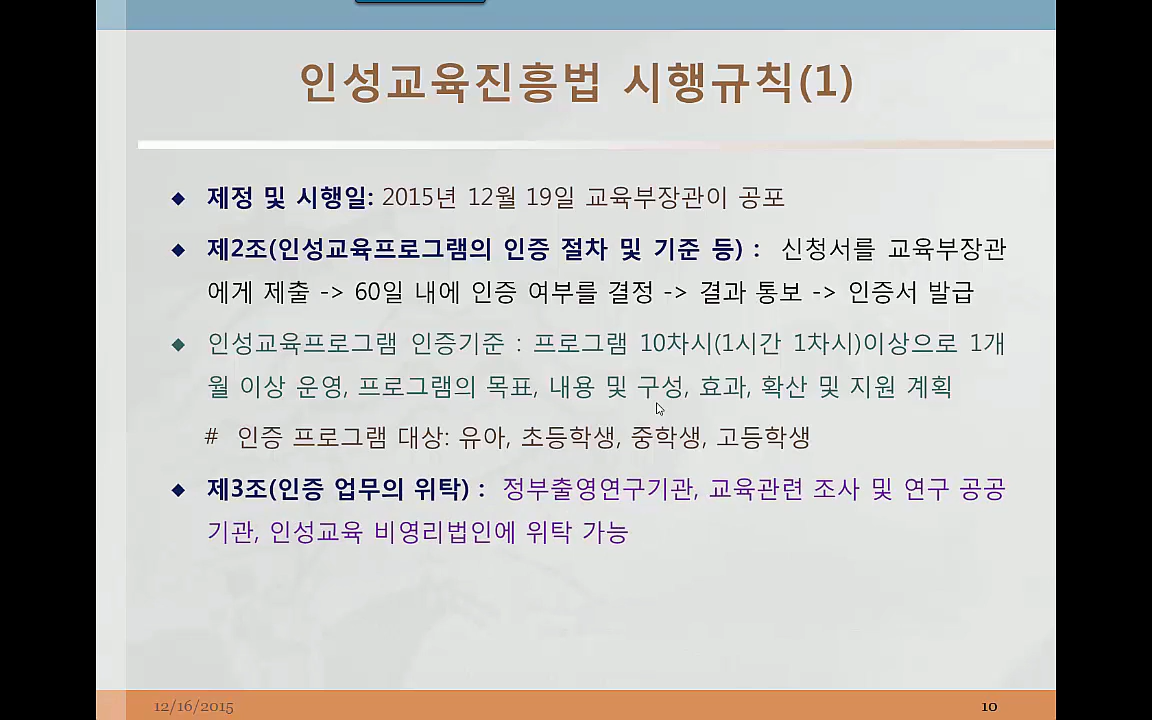 인성교육진흥법 시행규칙(1)
◆ 제정 및 시행일: 2015년 12월 19일 교육부장관이 공포
◆ 제2조(인성교육프로그램의 인증 절차 및 기준 등) : 신청서를 교육부장관
에게 제출 -> 60일 내에 인증 여부를 결정 -> 결과 통보 -> 인증서 발급
◆ 인성교육프로그램 인증기준 : 프로그램 10차시(1시간 1차시)이상으로 1개
월 이상 운영, 프로그램의 목표, 내용 및 구성, 효과, 확산 및 지원 계획
# 인증 프로그램 대상: 유아, 초등학생, 중학생, 고등학생
◆ 제3조(인증 업무의 위탁) : 정부출영연구기관, 교육관련 조사 및 연구 공공
기관, 인성교육 비영리법인에 위탁 가능
12/16/2015
10